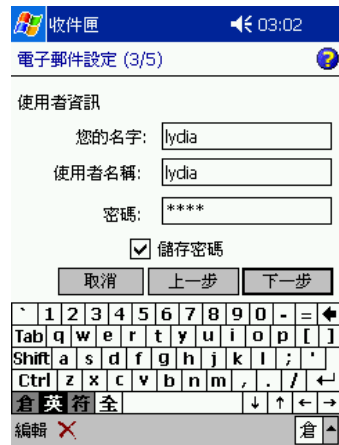 收件匣 03:02
電子郵件設定 (3/5) ?
使用者資訊
您的名字: lydia
使用者名稱: lydia
密碼: ****
儲存密碼
取消 上一步 下一步
` 1 2 3 4 5 6 7 8 9 0 - =
Tab q w e r t y u i o p [ ]
Shift a s d f g h j k l ; '
Ctrl z x c v b n m , . /
倉 英 符 全 ↓ ↑ ← →
編輯 倉